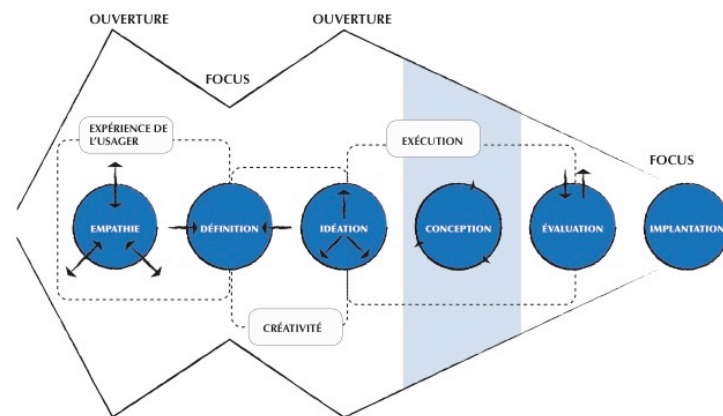 OUVERTURE
OUVERTURE
FOCUS
EXPÉRIENCE DE
L'USAGER
EXÉCUTION
FOCUS
EMPATHIE
DÉFINITION
IDÉATION
CONCEPTION
ÉVALUATION
IMPLANTATION
CRÉATIVITÉ